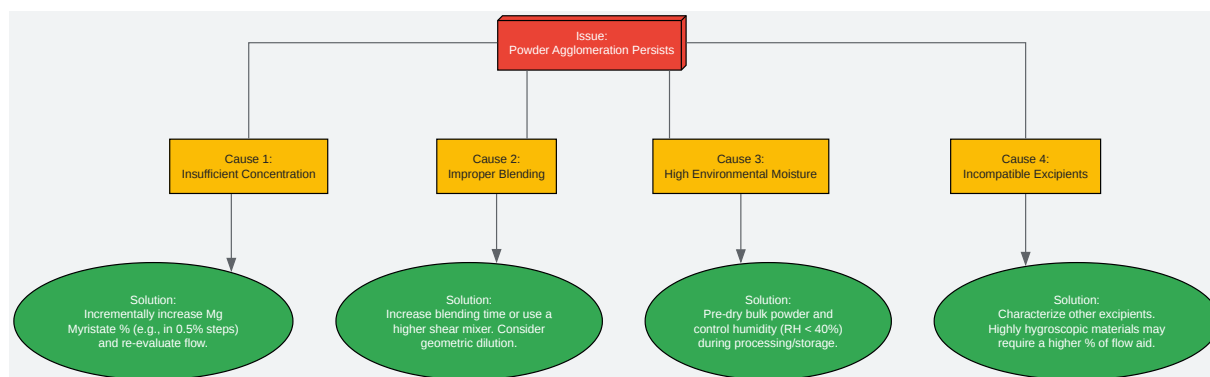 Issue:
Powder Agglomeration Persists
Cause 1:
Insufficient Concentration
Cause 2:
Improper Blending
Cause 3:
High Environmental Moisture
Cause 4:
Incompatible Excipients
Solution:
Incrementally increase Mg
Myristate % (e.g., in 0.5% steps)
and re-evaluate flow.
Solution:
Increase blending time or use a
higher shear mixer. Consider
geometric dilution.
Solution:
Pre-dry bulk powder and
control humidity (RH < 40%)
during processing/storage.
Solution:
Characterize other excipients.
Highly hygroscopic materials may
require a higher % of flow aid.